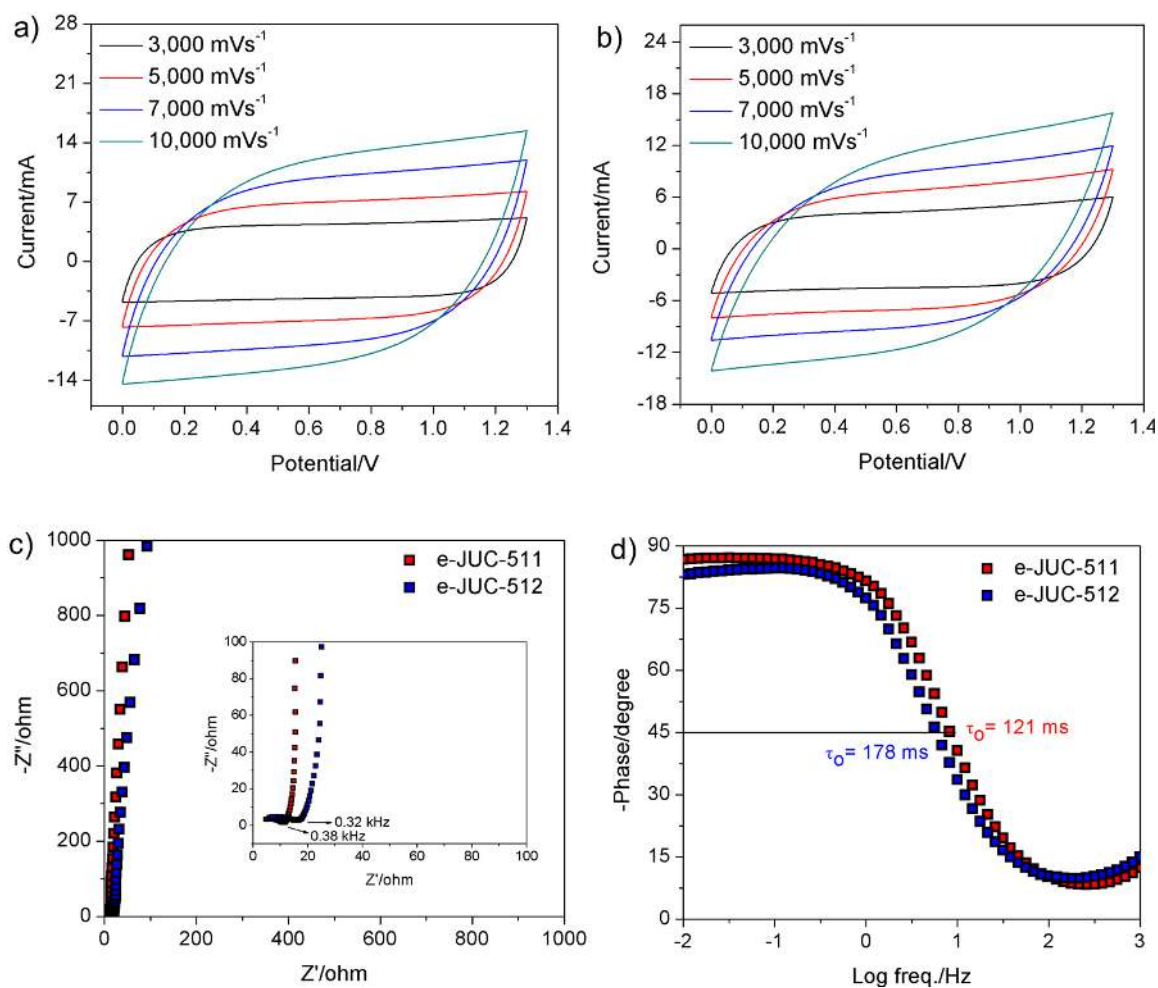 a)
28
21
14
7
0
-7
-14
Current/mA
3,000 mVs⁻¹
5,000 mVs⁻¹
7,000 mVs⁻¹
10,000 mVs⁻¹
0.0 0.2 0.4 0.6 0.8 1.0 1.2 1.4
Potential/V
b)
24
18
12
6
0
-6
-12
-18
Current/mA
3,000 mVs⁻¹
5,000 mVs⁻¹
7,000 mVs⁻¹
10,000 mVs⁻¹
0.0 0.2 0.4 0.6 0.8 1.0 1.2 1.4
Potential/V
c)
1000
800
600
400
200
0
-Z"/ohm
e-JUC-511
e-JUC-512
100
80
60
40
20
0
-Z"/ohm
0.32 kHz
0.38 kHz
0 20 40 60 80 100
Z'/ohm
0 200 400 600 800 1000
Z'/ohm
d)
90
75
60
45
30
15
0
-Phase/degree
e-JUC-511
e-JUC-512
τo= 121 ms
τo= 178 ms
-2 -1 0 1 2 3
Log freq./Hz